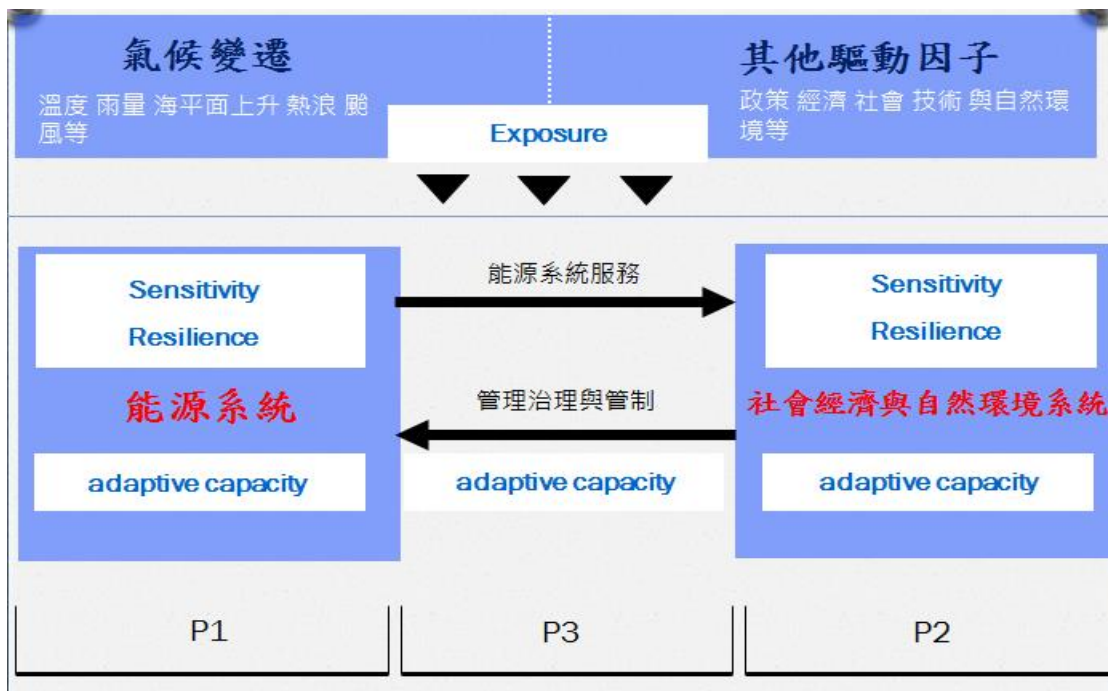 氣候變遷
溫度 雨量 海平面上升 熱浪 颱
風等
其他驅動因子
政策 經濟 社會 技術 與自然環
境等
Exposure
Sensitivity
Resilience
能源系統
adaptive capacity
能源系統服務
管理治理與管制
adaptive capacity
Sensitivity
Resilience
社會經濟與自然環境系統
adaptive capacity
P1
P3
P2